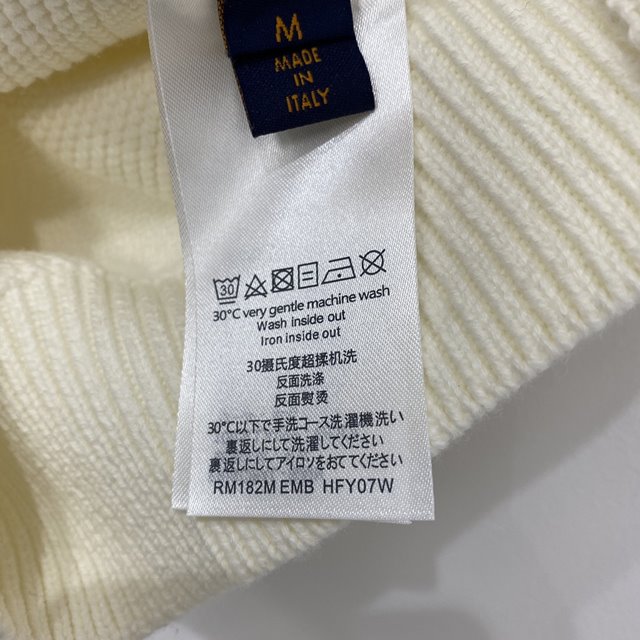 M
MADE
IN
ITALY
30
30°C very gentle machine wash
Wash inside out
Iron inside out
30摄氏度超揉机洗
反面洗涤
反面熨烫
30°C以下で手洗コース洗濯機洗い
裏返しにして洗濯してください
裏返しにしてアイロンをおてください
RM182M EMB HFY07W